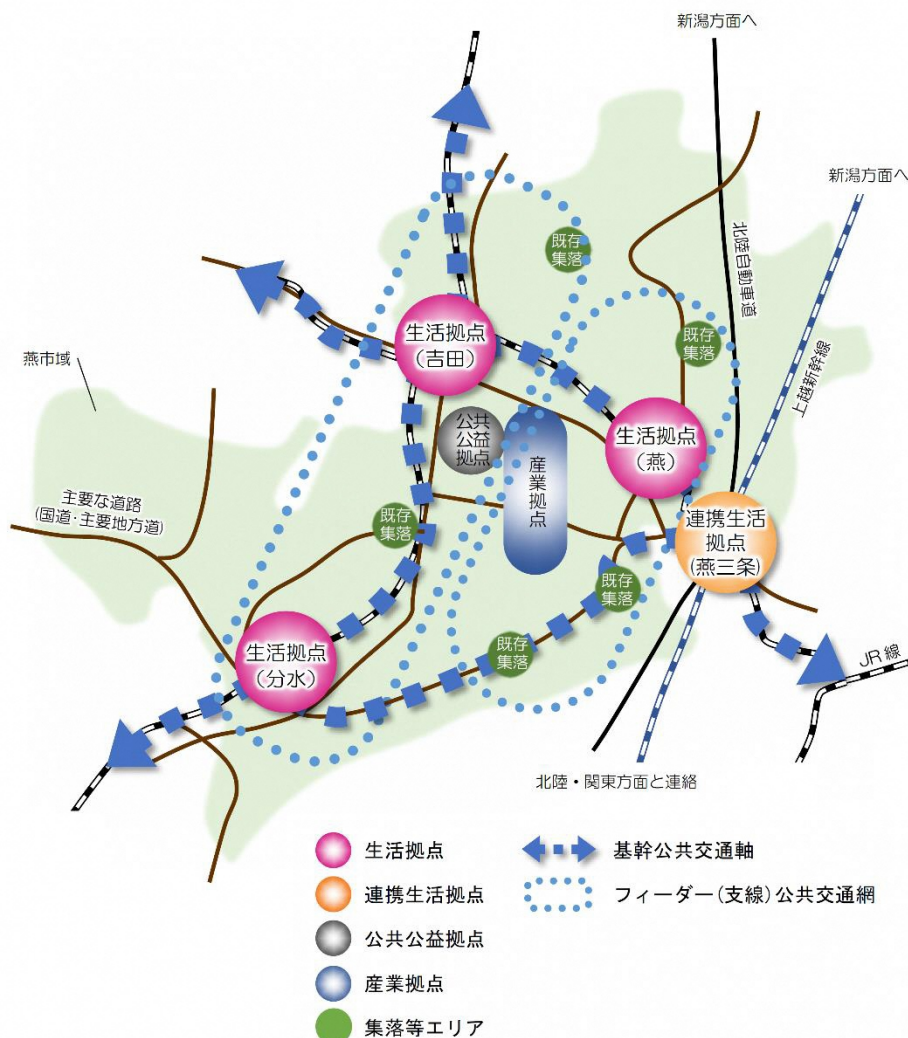 新潟方面へ
新潟方面へ
北陸自動車道
上越新幹線
既存
集落
生活拠点
（吉田）
既存
集落
燕市域
公共
公益
拠点
生活拠点
（燕）
産業拠点
主要な道路
(国道・主要地方道)
既存
集落
連携生活
拠点
(燕三条)
既存
集落
生活拠点
（分水）
既存
集落
JR線
北陸・関東方面と連絡
生活拠点
連携生活拠点
公共公益拠点
産業拠点
集落等エリア
基幹公共交通軸
フィーダー(支線)公共交通網